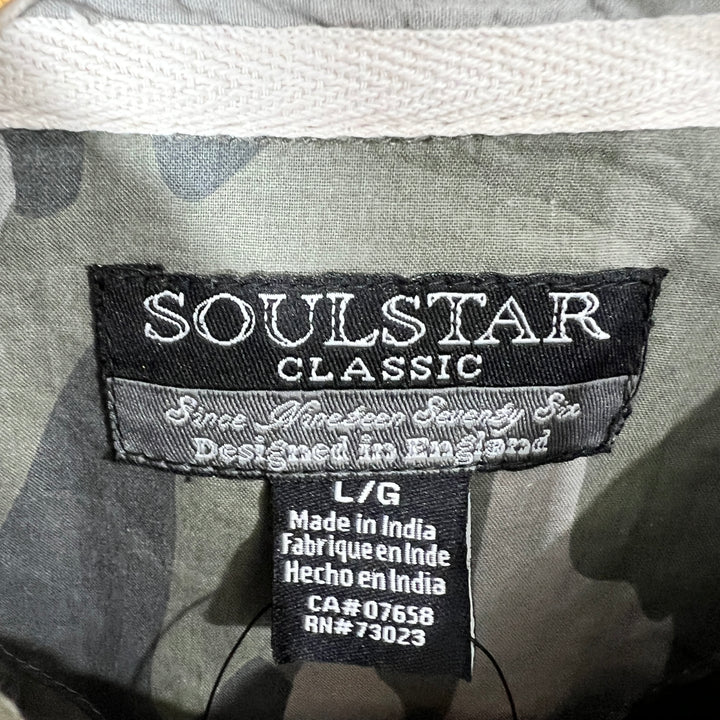 SOULSTAR
CLASSIC
Since Nineteen Seventy Six
Designed in England
L/G
Made in India
Fabrique en Inde
Hecho en India
CA#07658
RN#73023